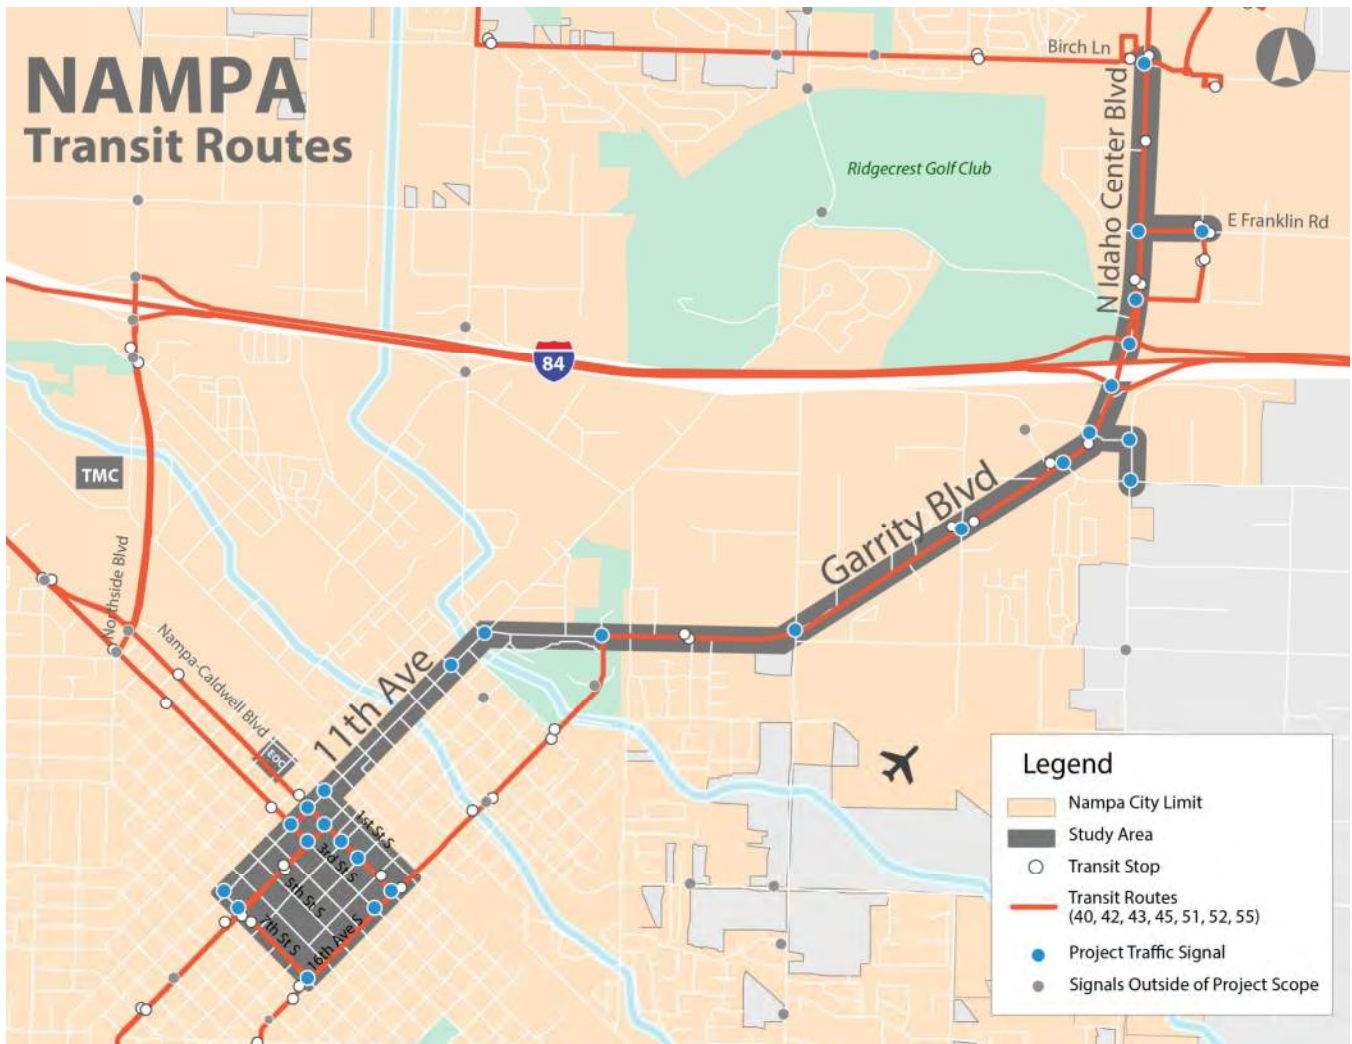 NAMPA
Transit Routes
Birch Ln
N Idaho Center Blvd
Ridgecrest Golf Club
E Franklin Rd
84
TMC
Northside Blvd
Garrity Blvd
Nampa-Caldwell Blvd
11th Ave
EOC
1st St S
3rd St S
5th St S
7th St S
16th Ave S
Legend
Nampa City Limit
Study Area
Transit Stop
Transit Routes
(40, 42, 43, 45, 51, 52, 55)
Project Traffic Signal
Signals Outside of Project Scope